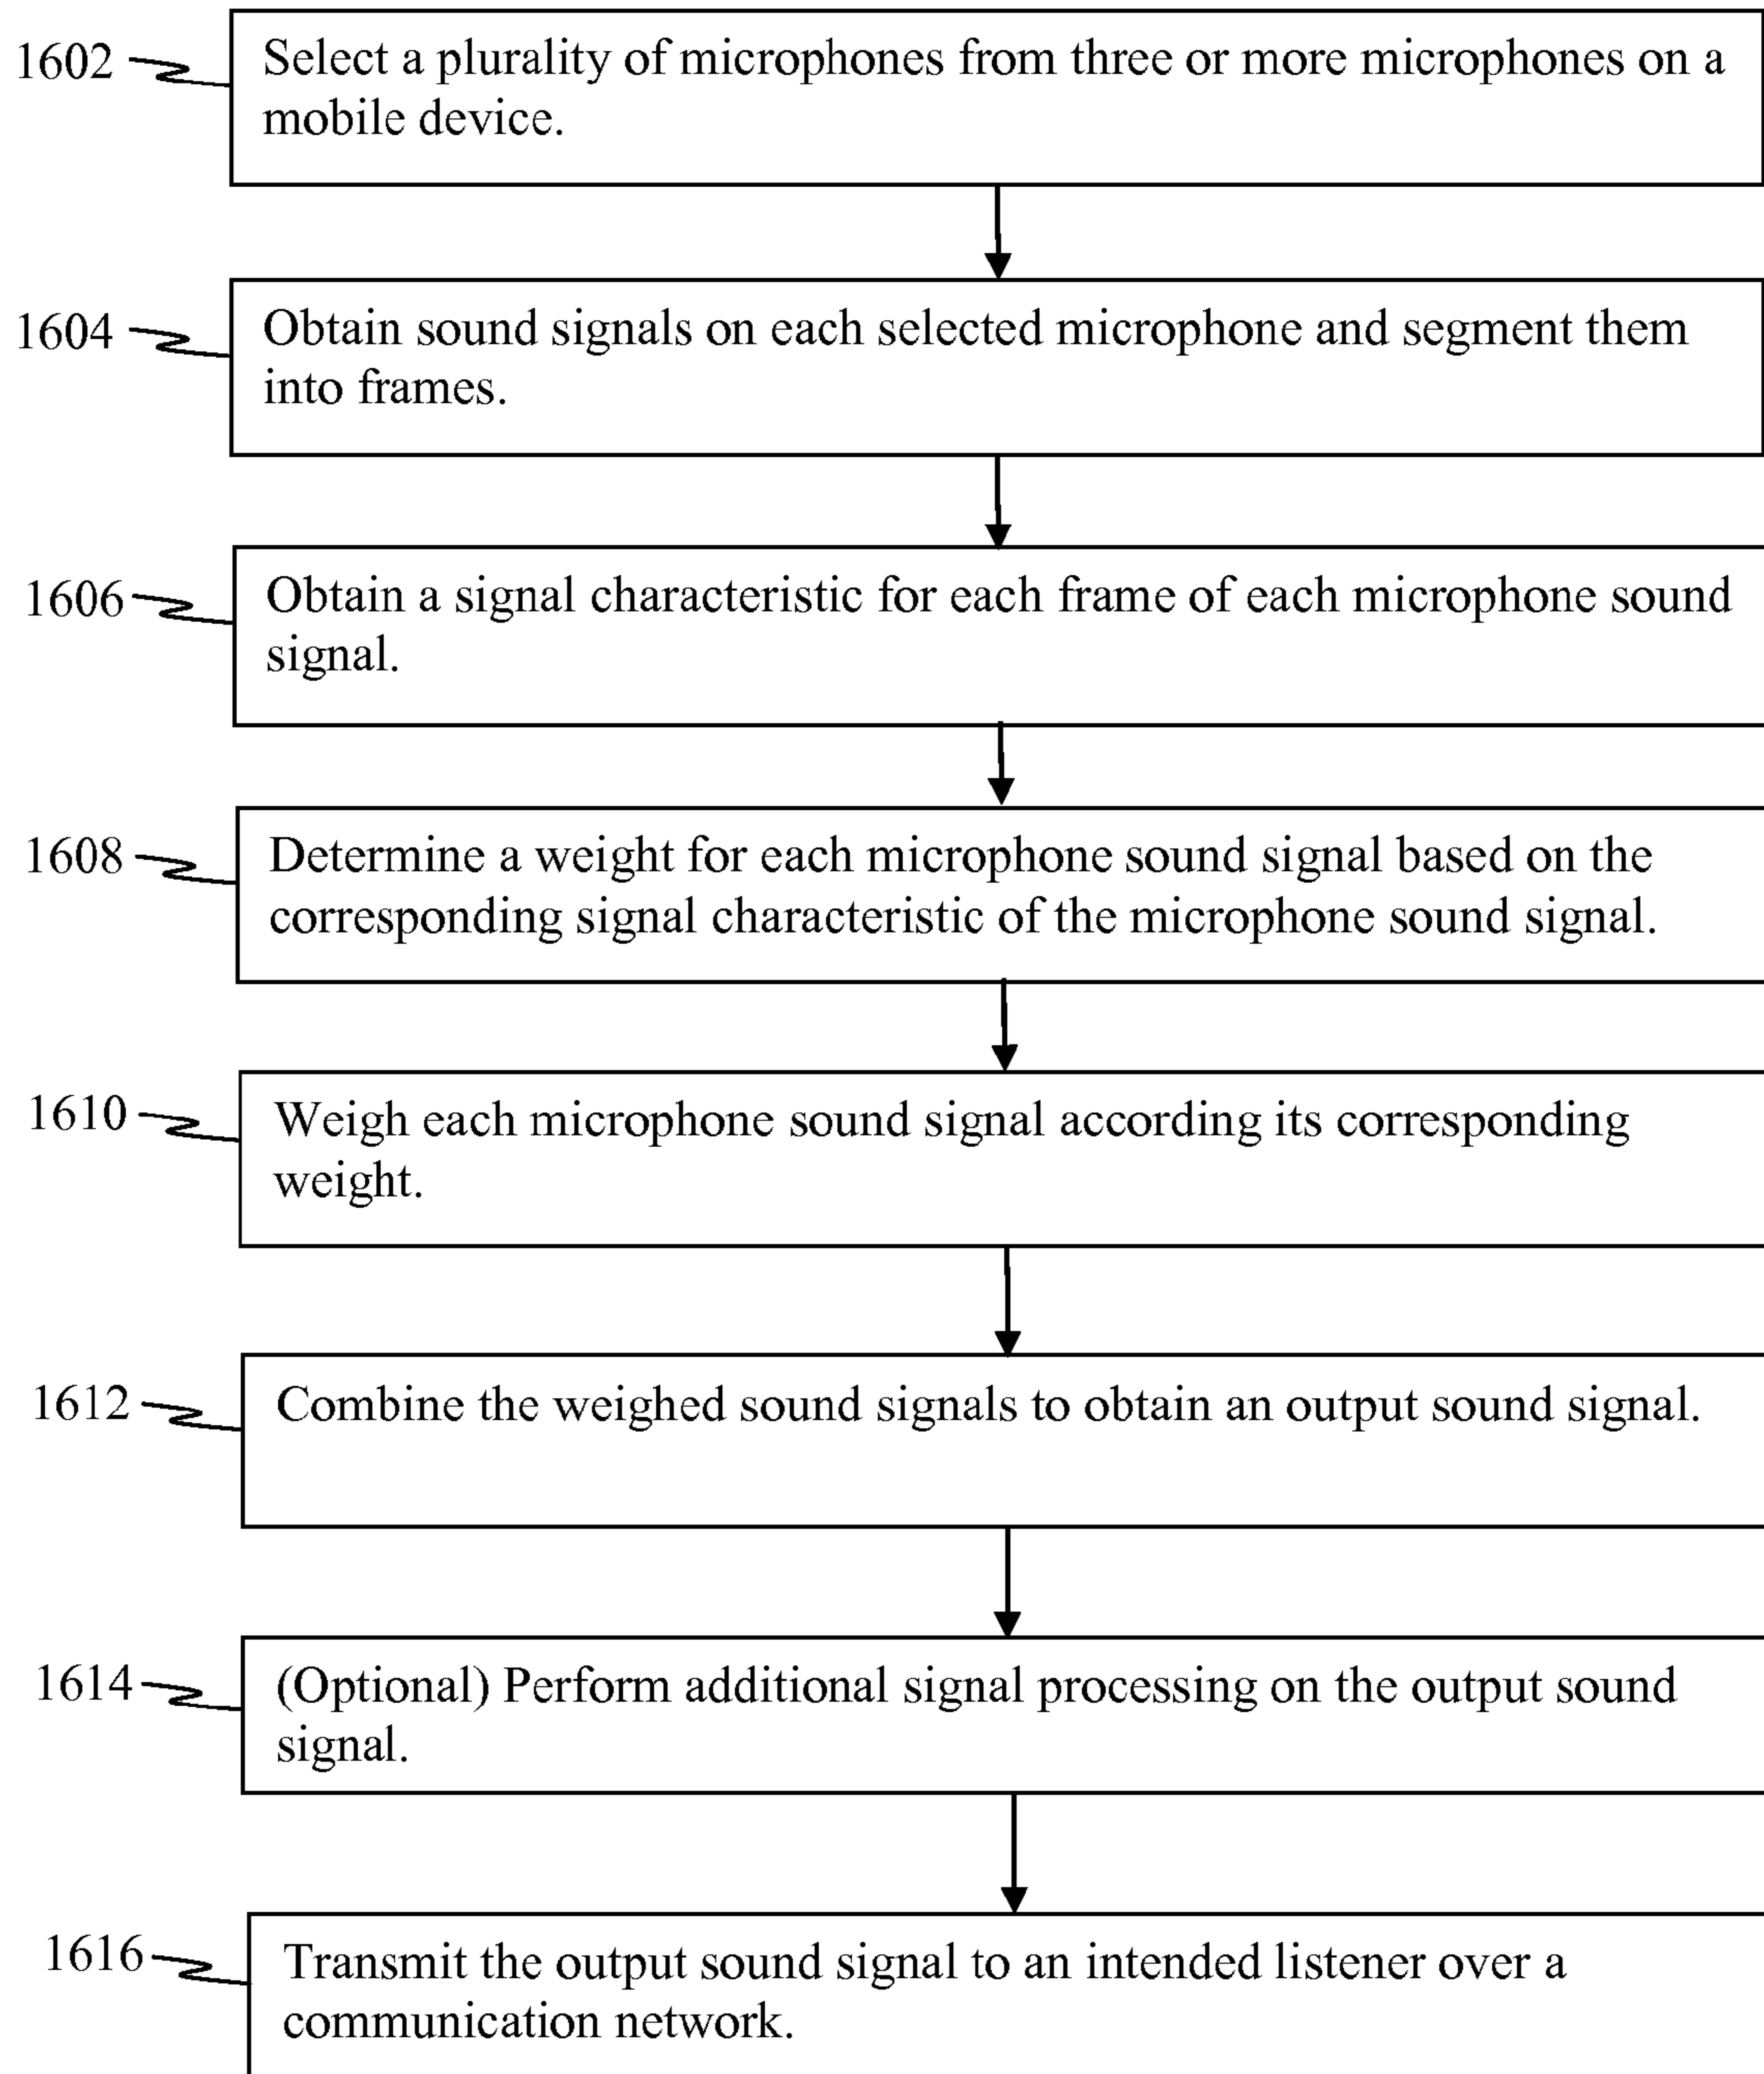 1602
Select a plurality of microphones from three or more microphones on a
mobile device.
1604
Obtain sound signals on each selected microphone and segment them
into frames.
1606
Obtain a signal characteristic for each frame of each microphone sound
signal.
1608
Determine a weight for each microphone sound signal based on the
corresponding signal characteristic of the microphone sound signal.
1610
Weigh each microphone sound signal according its corresponding
weight.
1612
Combine the weighed sound signals to obtain an output sound signal.
1614
(Optional) Perform additional signal processing on the output sound
signal.
1616
Transmit the output sound signal to an intended listener over a
communication network.